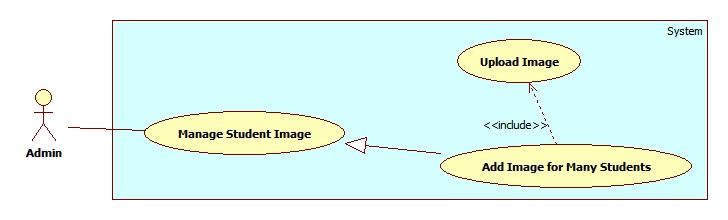 System
Upload Image
<<include>>
Manage Student Image
Admin
Add Image for Many Students